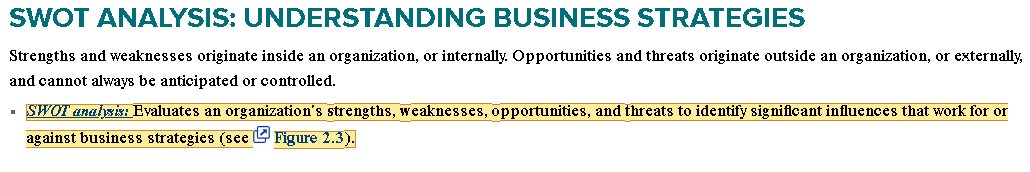 SWOT ANALYSIS: UNDERSTANDING BUSINESS STRATEGIES
Strengths and weaknesses originate inside an organization, or internally. Opportunities and threats originate outside an organization, or externally,
and cannot always be anticipated or controlled.
▪ SWOT analysis: Evaluates an organization's strengths, weaknesses, opportunities, and threats to identify significant influences that work for or
against business strategies (see Figure 2.3).